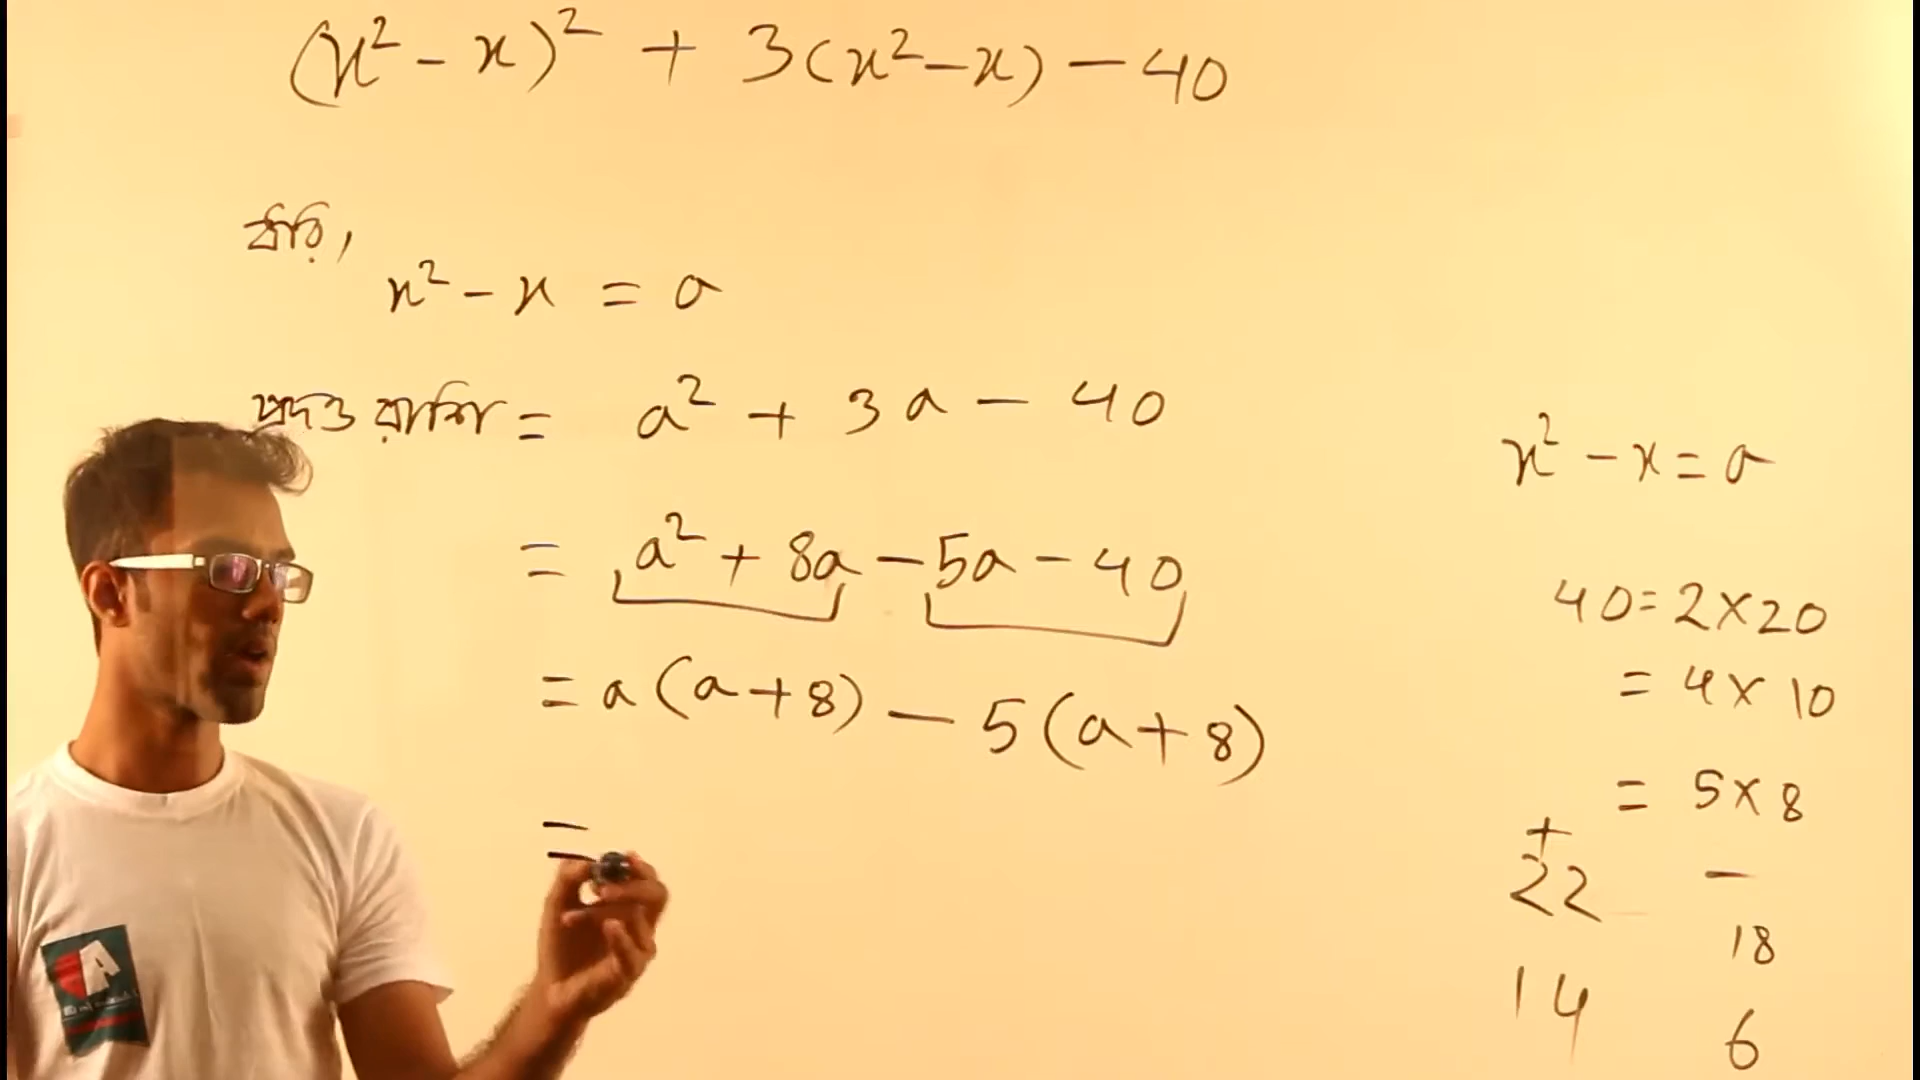 (x² - x)² + 3(x² - x) - 40
ধরি,
x² - x = a
প্রদত্ত রাশি = a² + 3a - 40
= a² + 8a - 5a - 40
= a(a+8) - 5(a+8)
=
x² - x = a
40 = 2×20
= 4×10
= 5×8
+ -
22 18
14 6
A